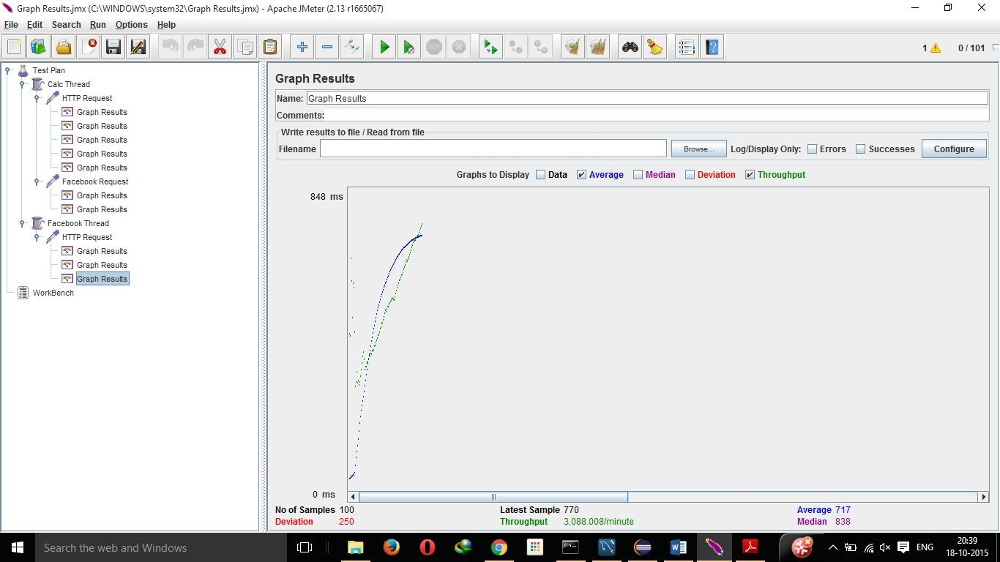 Graph Results.jmx (C:\WINDOWS\system32\Graph Results.jmx) - Apache JMeter (2.13 r1665067)
File Edit Search Run Options Help
1 0 / 101
Test Plan
Calc Thread
HTTP Request
Graph Results
Graph Results
Graph Results
Graph Results
Graph Results
Facebook Request
Graph Results
Graph Results
Facebook Thread
HTTP Request
Graph Results
Graph Results
Graph Results
WorkBench
Graph Results
Name: Graph Results
Comments:
Write results to file / Read from file
Filename Browse... Log/Display Only: Errors Successes Configure
Graphs to Display Data Average Median Deviation Throughput
848 ms
0 ms
No of Samples 100 Latest Sample 770 Average 717
Deviation 250 Throughput 3,088.008/minute Median 838
Search the web and Windows
ENG
20:39
18-10-2015